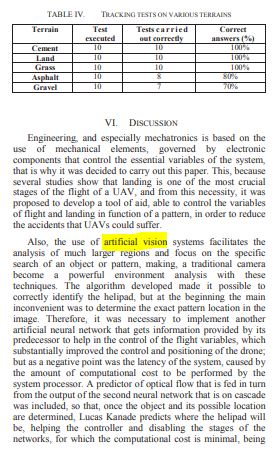 TABLE IV. TRACKING TESTS ON VARIOUS TERRAINS
Terrain Test executed Tests carried out correctly Correct answers (%)
Cement 10 10 100%
Land 10 10 100%
Grass 10 10 100%
Asphalt 10 8 80%
Gravel 10 7 70%
VI. DISCUSSION
Engineering, and especially mechatronics is based on the
use of mechanical elements, governed by electronic
components that control the essential variables of the system,
that is why it was decided to carry out this paper. This, because
several studies show that landing is one of the most crucial
stages of the flight of a UAV, and from this necessity, it was
proposed to develop a tool of aid, able to control the variables
of flight and landing in function of a pattern, in order to reduce
the accidents that UAVs could suffer.
Also, the use of artificial vision systems facilitates the
analysis of much larger regions and focus on the specific
search of an object or pattern, making, a traditional camera
become a powerful environment analysis with these
techniques. The algorithm developed made it possible to
correctly identify the helipad, but at the beginning the main
inconvenient was to determine the exact pattern location in the
image. Therefore, it was necessary to implement another
artificial neural network that gets information provided by its
predecessor to help in the control of the flight variables, which
substantially improved the control and positioning of the drone;
but as a negative point was the latency of the system, caused by
the amount of computational cost to be performed by the
system processor. A predictor of optical flow that is fed in turn
from the output of the second neural network that is on cascade
was included, so that, once the object and its possible location
are determined, Lucas Kanade predicts where the helipad will
be, helping the controller and disabling the stages of the
networks, for which the computational cost is minimal, being